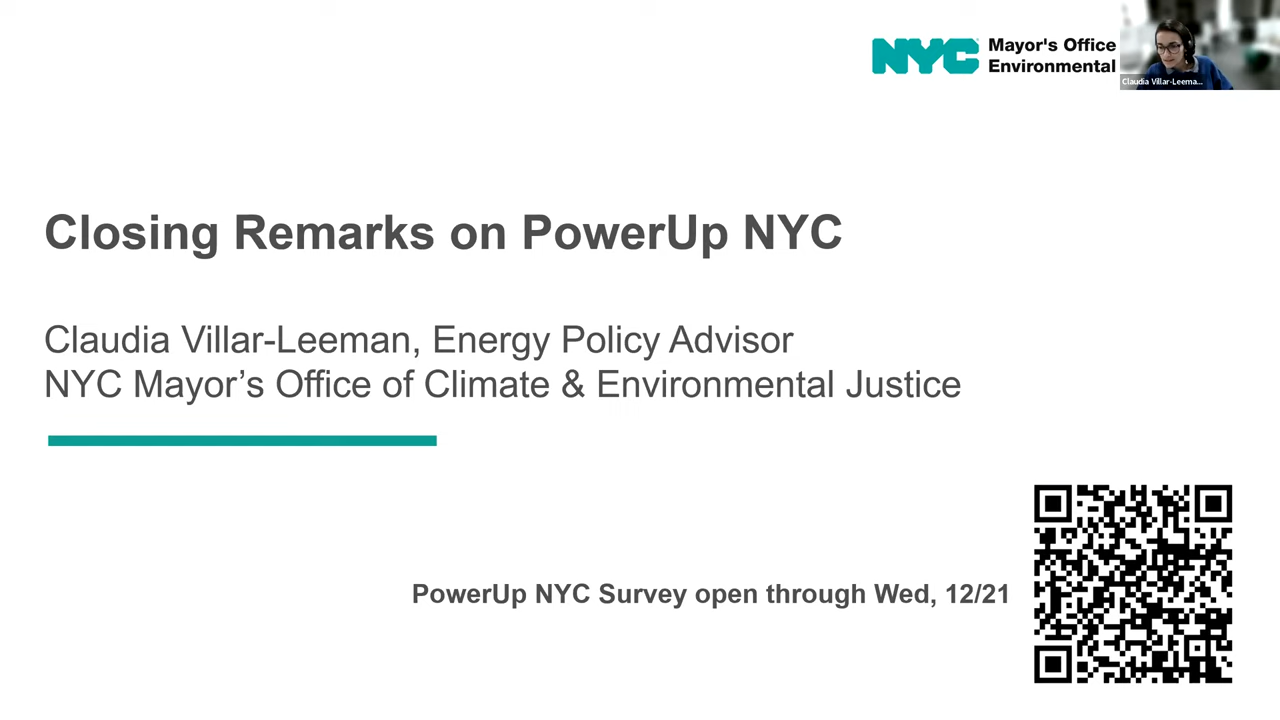 NYC Mayor's Office
Environmental
Claudia Villar-Leema...
Closing Remarks on PowerUp NYC
Claudia Villar-Leeman, Energy Policy Advisor
NYC Mayor’s Office of Climate & Environmental Justice
PowerUp NYC Survey open through Wed, 12/21